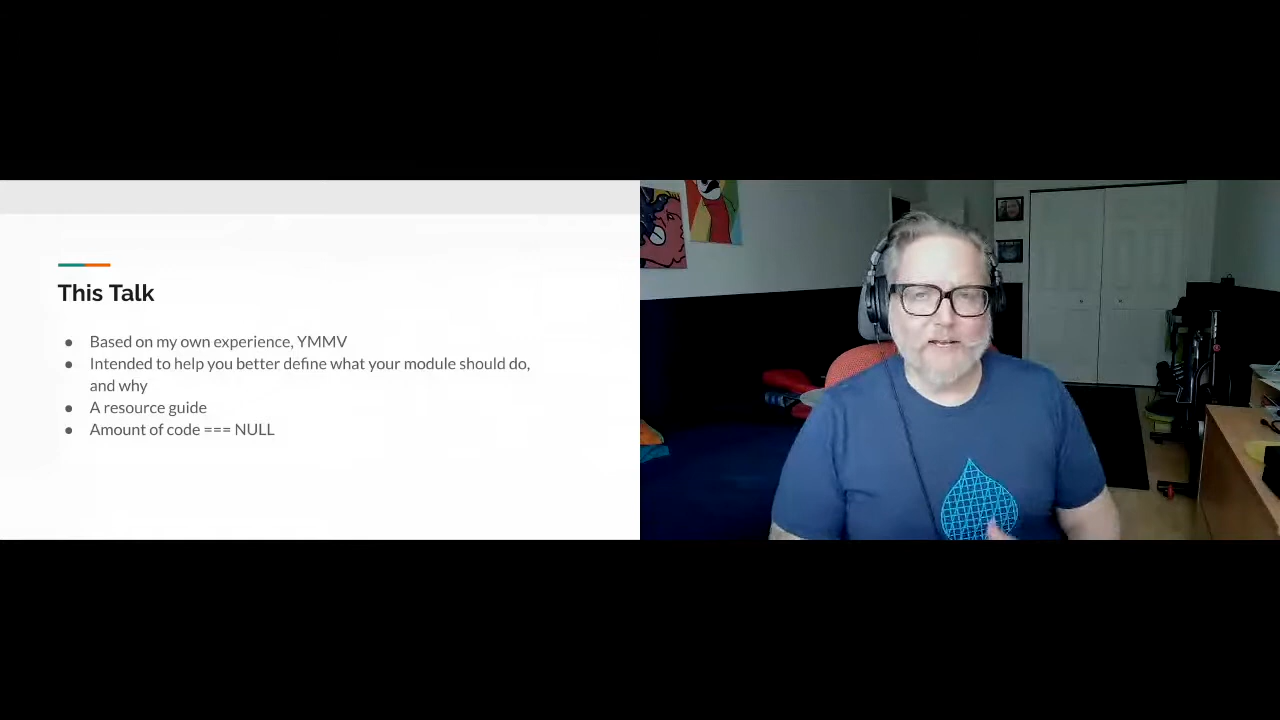 This Talk
● Based on my own experience, YMMV
● Intended to help you better define what your module should do,
and why
● A resource guide
● Amount of code === NULL